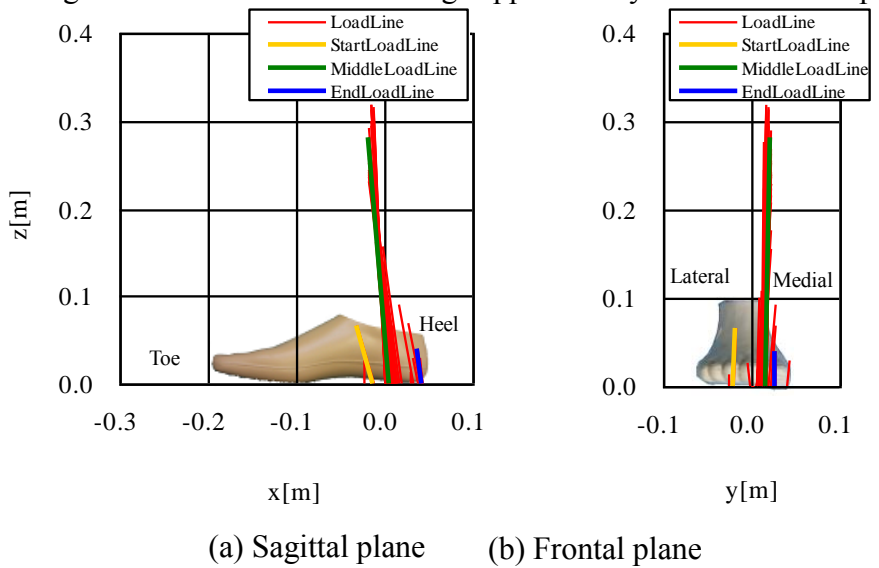 LoadLine
StartLoadLine
MiddleLoadLine
EndLoadLine
0.4
0.3
0.2
0.1
0.0
z[m]
Toe
Heel
-0.3 -0.2 -0.1 0.0 0.1
x[m]
(a) Sagittal plane
LoadLine
StartLoadLine
MiddleLoadLine
EndLoadLine
0.4
0.3
0.2
0.1
0.0
Lateral
Medial
-0.1 0.0 0.1
y[m]
(b) Frontal plane